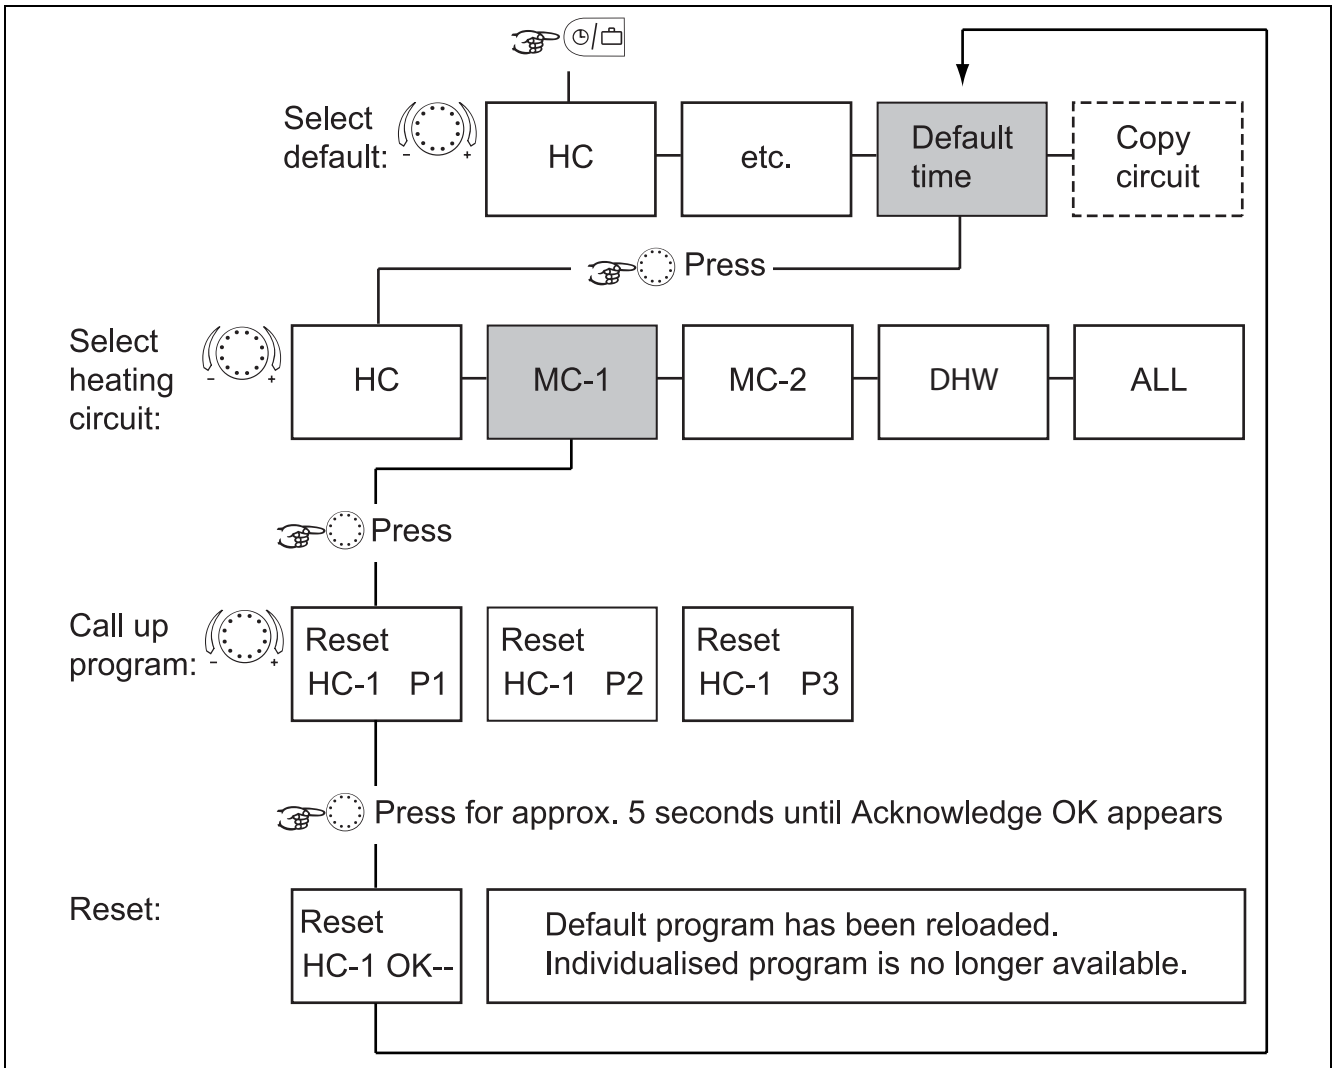 Select
default:
- +
HC
etc.
Default
time
Copy
circuit
Press
Select
heating
circuit:
- +
HC
MC-1
MC-2
DHW
ALL
Press
Call up
program:
- +
Reset
HC-1 P1
Reset
HC-1 P2
Reset
HC-1 P3
Press for approx. 5 seconds until Acknowledge OK appears
Reset:
Reset
HC-1 OK--
Default program has been reloaded.
Individualised program is no longer available.